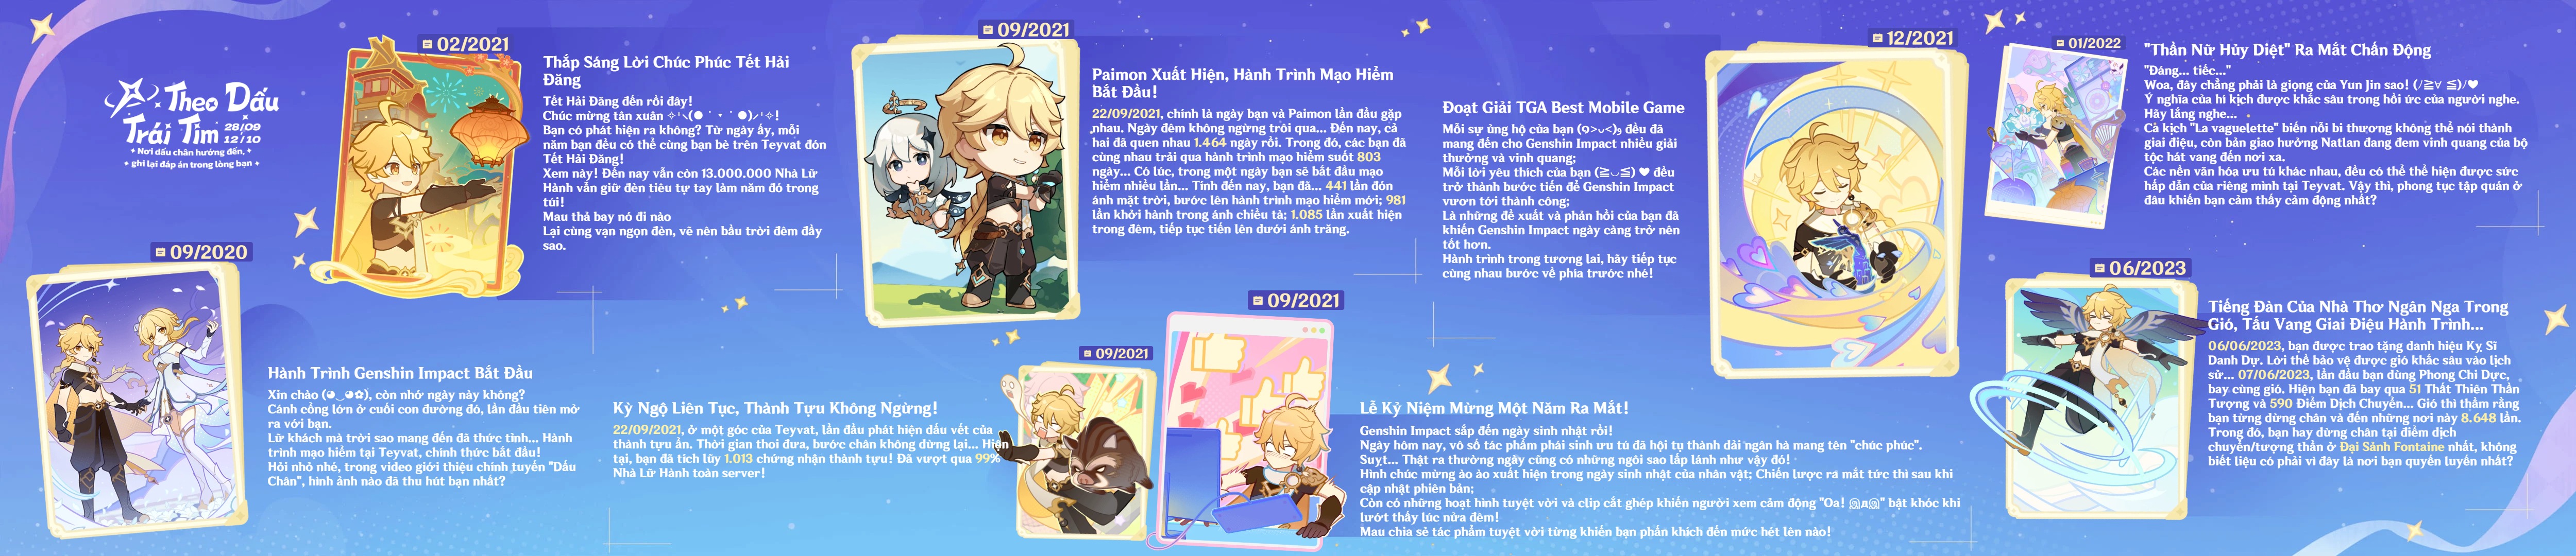 Theo Dấu
Trái Tim
28/09
12/10
Nơi dấu chân hướng đến,
ghi lại đáp án trong lòng bạn
09/2020
Hành Trình Genshin Impact Bắt Đầu
Xin chào (◕‿◕✿), còn nhớ ngày này không?
Cánh cổng lớn ở cuối con đường đó, lần đầu tiên mở
ra với bạn.
Lữ khách mà trời sao mang đến đã thức tỉnh... Hành
trình mạo hiểm tại Teyvat, chính thức bắt đầu!
Hỏi nhỏ nhé, trong video giới thiệu chính tuyến "Dấu
Chân", hình ảnh nào đã thu hút bạn nhất?
02/2021
Thắp Sáng Lời Chúc Phúc Tết Hải
Đăng
Tết Hải Đăng đến rồi đây!
Chúc mừng tân xuân ✧⁺⸜(●˙▾˙●)⸝⁺✧!
Bạn có phát hiện ra không? Từ ngày ấy, mỗi
năm bạn đều có thể cùng bạn bè trên Teyvat đón
Tết Hải Đăng!
Xem này! Đến nay vẫn còn 13.000.000 Nhà Lữ
Hành vẫn giữ đèn tiêu tự tay làm năm đó trong
túi!
Mau thả bay nó đi nào
Lại cùng vạn ngọn đèn, vẽ nên bầu trời đêm đầy
sao.
09/2021
Kỳ Ngộ Liên Tục, Thành Tựu Không Ngừng!
22/09/2021, ở một góc của Teyvat, lần đầu phát hiện dấu vết của
thành tựu ẩn. Thời gian thoi đưa, bước chân không dừng lại... Hiện
tại, bạn đã tích lũy 1.013 chứng nhận thành tựu! Đã vượt qua 99%
Nhà Lữ Hành toàn server!
09/2021
Paimon Xuất Hiện, Hành Trình Mạo Hiểm
Bắt Đầu!
22/09/2021, chính là ngày bạn và Paimon lần đầu gặp
nhau. Ngày đêm không ngừng trôi qua... Đến nay, cả
hai đã quen nhau 1.464 ngày rồi. Trong đó, các bạn đã
cùng nhau trải qua hành trình mạo hiểm suốt 803
ngày... Có lúc, trong một ngày bạn sẽ bắt đầu mạo
hiểm nhiều lần... Tính đến nay, bạn đã... 441 lần đón
ánh mặt trời, bước lên hành trình mạo hiểm mới; 981
lần khởi hành trong ánh chiều tà; 1.085 lần xuất hiện
trong đêm, tiếp tục tiến lên dưới ánh trăng.
09/2021
Lễ Kỷ Niệm Mừng Một Năm Ra Mắt!
Genshin Impact sắp đến ngày sinh nhật rồi!
Ngày hôm nay, vô số tác phẩm phái sinh ưu tú đã hội tụ thành dải ngân hà mang tên "chúc phúc".
Suỵt... Thật ra thường ngày cũng có những ngôi sao lấp lánh như vậy đó!
Hình chúc mừng ào ào xuất hiện trong ngày sinh nhật của nhân vật; Chiến lược ra mắt tức thì sau khi
cập nhật phiên bản;
Còn có những hoạt hình tuyệt vời và clip cắt ghép khiến người xem cảm động "Oa! இдஇ" bật khóc khi
lướt thấy lúc nửa đêm!
Mau chia sẻ tác phẩm tuyệt vời từng khiến bạn phấn khích đến mức hét lên nào!
12/2021
Đoạt Giải TGA Best Mobile Game
Mỗi sự ủng hộ của bạn (૭>ᴗ<)૭ đều đã
mang đến cho Genshin Impact nhiều giải
thưởng và vinh quang;
Mỗi lời yêu thích của bạn (≧◡≦) ♥ đều
trở thành bước tiến để Genshin Impact
vươn tới thành công;
Là những đề xuất và phản hồi của bạn đã
khiến Genshin Impact ngày càng trở nên
tốt hơn.
Hành trình trong tương lai, hãy tiếp tục
cùng nhau bước về phía trước nhé!
01/2022
"Thần Nữ Hủy Diệt" Ra Mắt Chấn Động
"Đáng... tiếc..."
Woa, đây chẳng phải là giọng của Yun Jin sao! (/≧∨ ≦)/♥
Ý nghĩa của hí kịch được khắc sâu trong hồi ức của người nghe.
Hãy lắng nghe...
Cả kịch "La vaguelette" biến nỗi bi thương không thể nói thành
giai điệu, còn bản giao hưởng Natlan đang đem vinh quang của bộ
tộc hát vang đến nơi xa.
Các nền văn hóa ưu tú khác nhau, đều có thể thể hiện được sức
hấp dẫn của riêng mình tại Teyvat. Vậy thì, phong tục tập quán ở
đâu khiến bạn cảm thấy cảm động nhất?
06/2023
Tiếng Đàn Của Nhà Thơ Ngân Nga Trong
Gió, Tấu Vang Giai Điệu Hành Trình...
06/06/2023, bạn được trao tặng danh hiệu Kỵ Sĩ
Danh Dự. Lời thề bảo vệ được gió khắc sâu vào lịch
sử... 07/06/2023, lần đầu bạn dùng Phong Chi Dực,
bay cùng gió. Hiện bạn đã bay qua 51 Thất Thiên Thần
Tượng và 590 Điểm Dịch Chuyển... Gió thì thầm rằng
bạn từng dừng chân và đến những nơi này 8.648 lần.
Trong đó, bạn hay dừng chân tại điểm dịch
chuyển/tượng thần ở Đại Sảnh Fontaine nhất, không
biết liệu có phải vì đây là nơi bạn quyến luyến nhất?